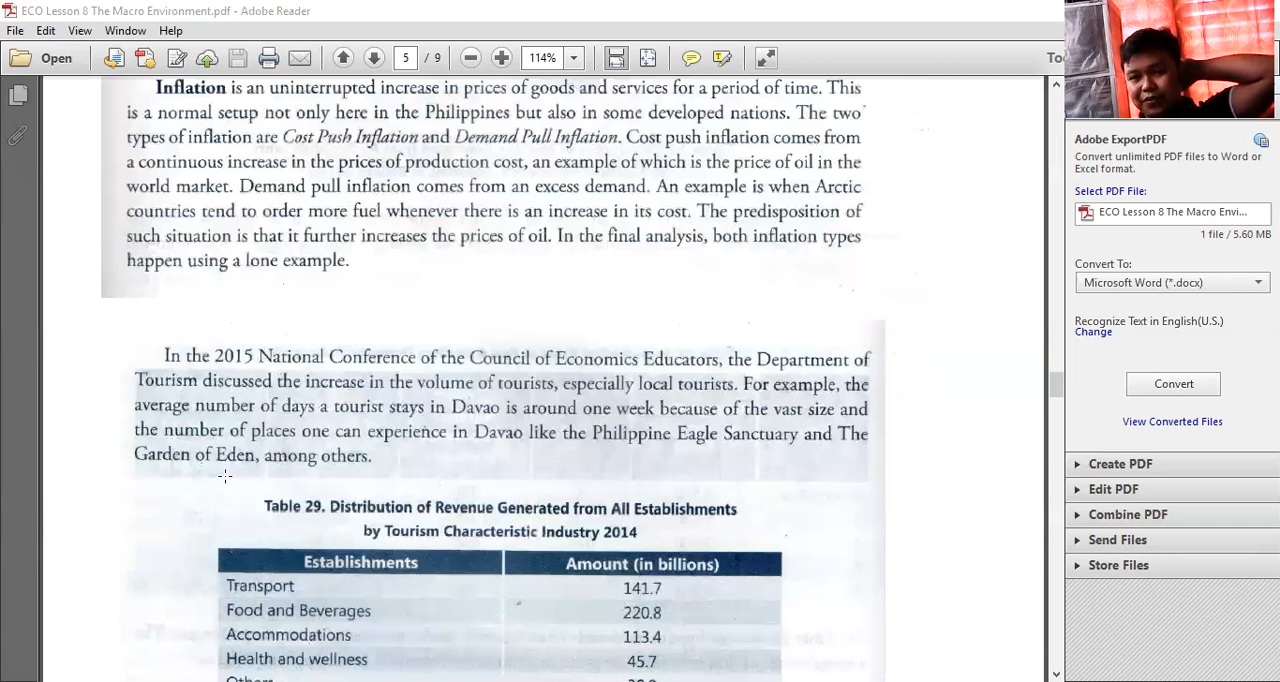 ECO Lesson 8 The Macro Environment.pdf - Adobe Reader
File Edit View Window Help
Open 5 / 9 114%
Inflation is an uninterrupted increase in prices of goods and services for a period of time. This
is a normal setup not only here in the Philippines but also in some developed nations. The two
types of inflation are Cost Push Inflation and Demand Pull Inflation. Cost push inflation comes from
a continuous increase in the prices of production cost, an example of which is the price of oil in the
world market. Demand pull inflation comes from an excess demand. An example is when Arctic
countries tend to order more fuel whenever there is an increase in its cost. The predisposition of
such situation is that it further increases the prices of oil. In the final analysis, both inflation types
happen using a lone example.
In the 2015 National Conference of the Council of Economics Educators, the Department of
Tourism discussed the increase in the volume of tourists, especially local tourists. For example, the
average number of days a tourist stays in Davao is around one week because of the vast size and
the number of places one can experience in Davao like the Philippine Eagle Sanctuary and The
Garden of Eden, among others.
Table 29. Distribution of Revenue Generated from All Establishments
by Tourism Characteristic Industry 2014
Establishments Amount (in billions)
Transport 141.7
Food and Beverages 220.8
Accommodations 113.4
Health and wellness 45.7
Adobe ExportPDF
Convert unlimited PDF files to Word or
Excel format.
Select PDF File:
ECO Lesson 8 The Macro Envi...
1 file / 5.60 MB
Convert To:
Microsoft Word (*.docx)
Recognize Text in English(U.S.)
Change
Convert
View Converted Files
Create PDF
Edit PDF
Combine PDF
Send Files
Store Files